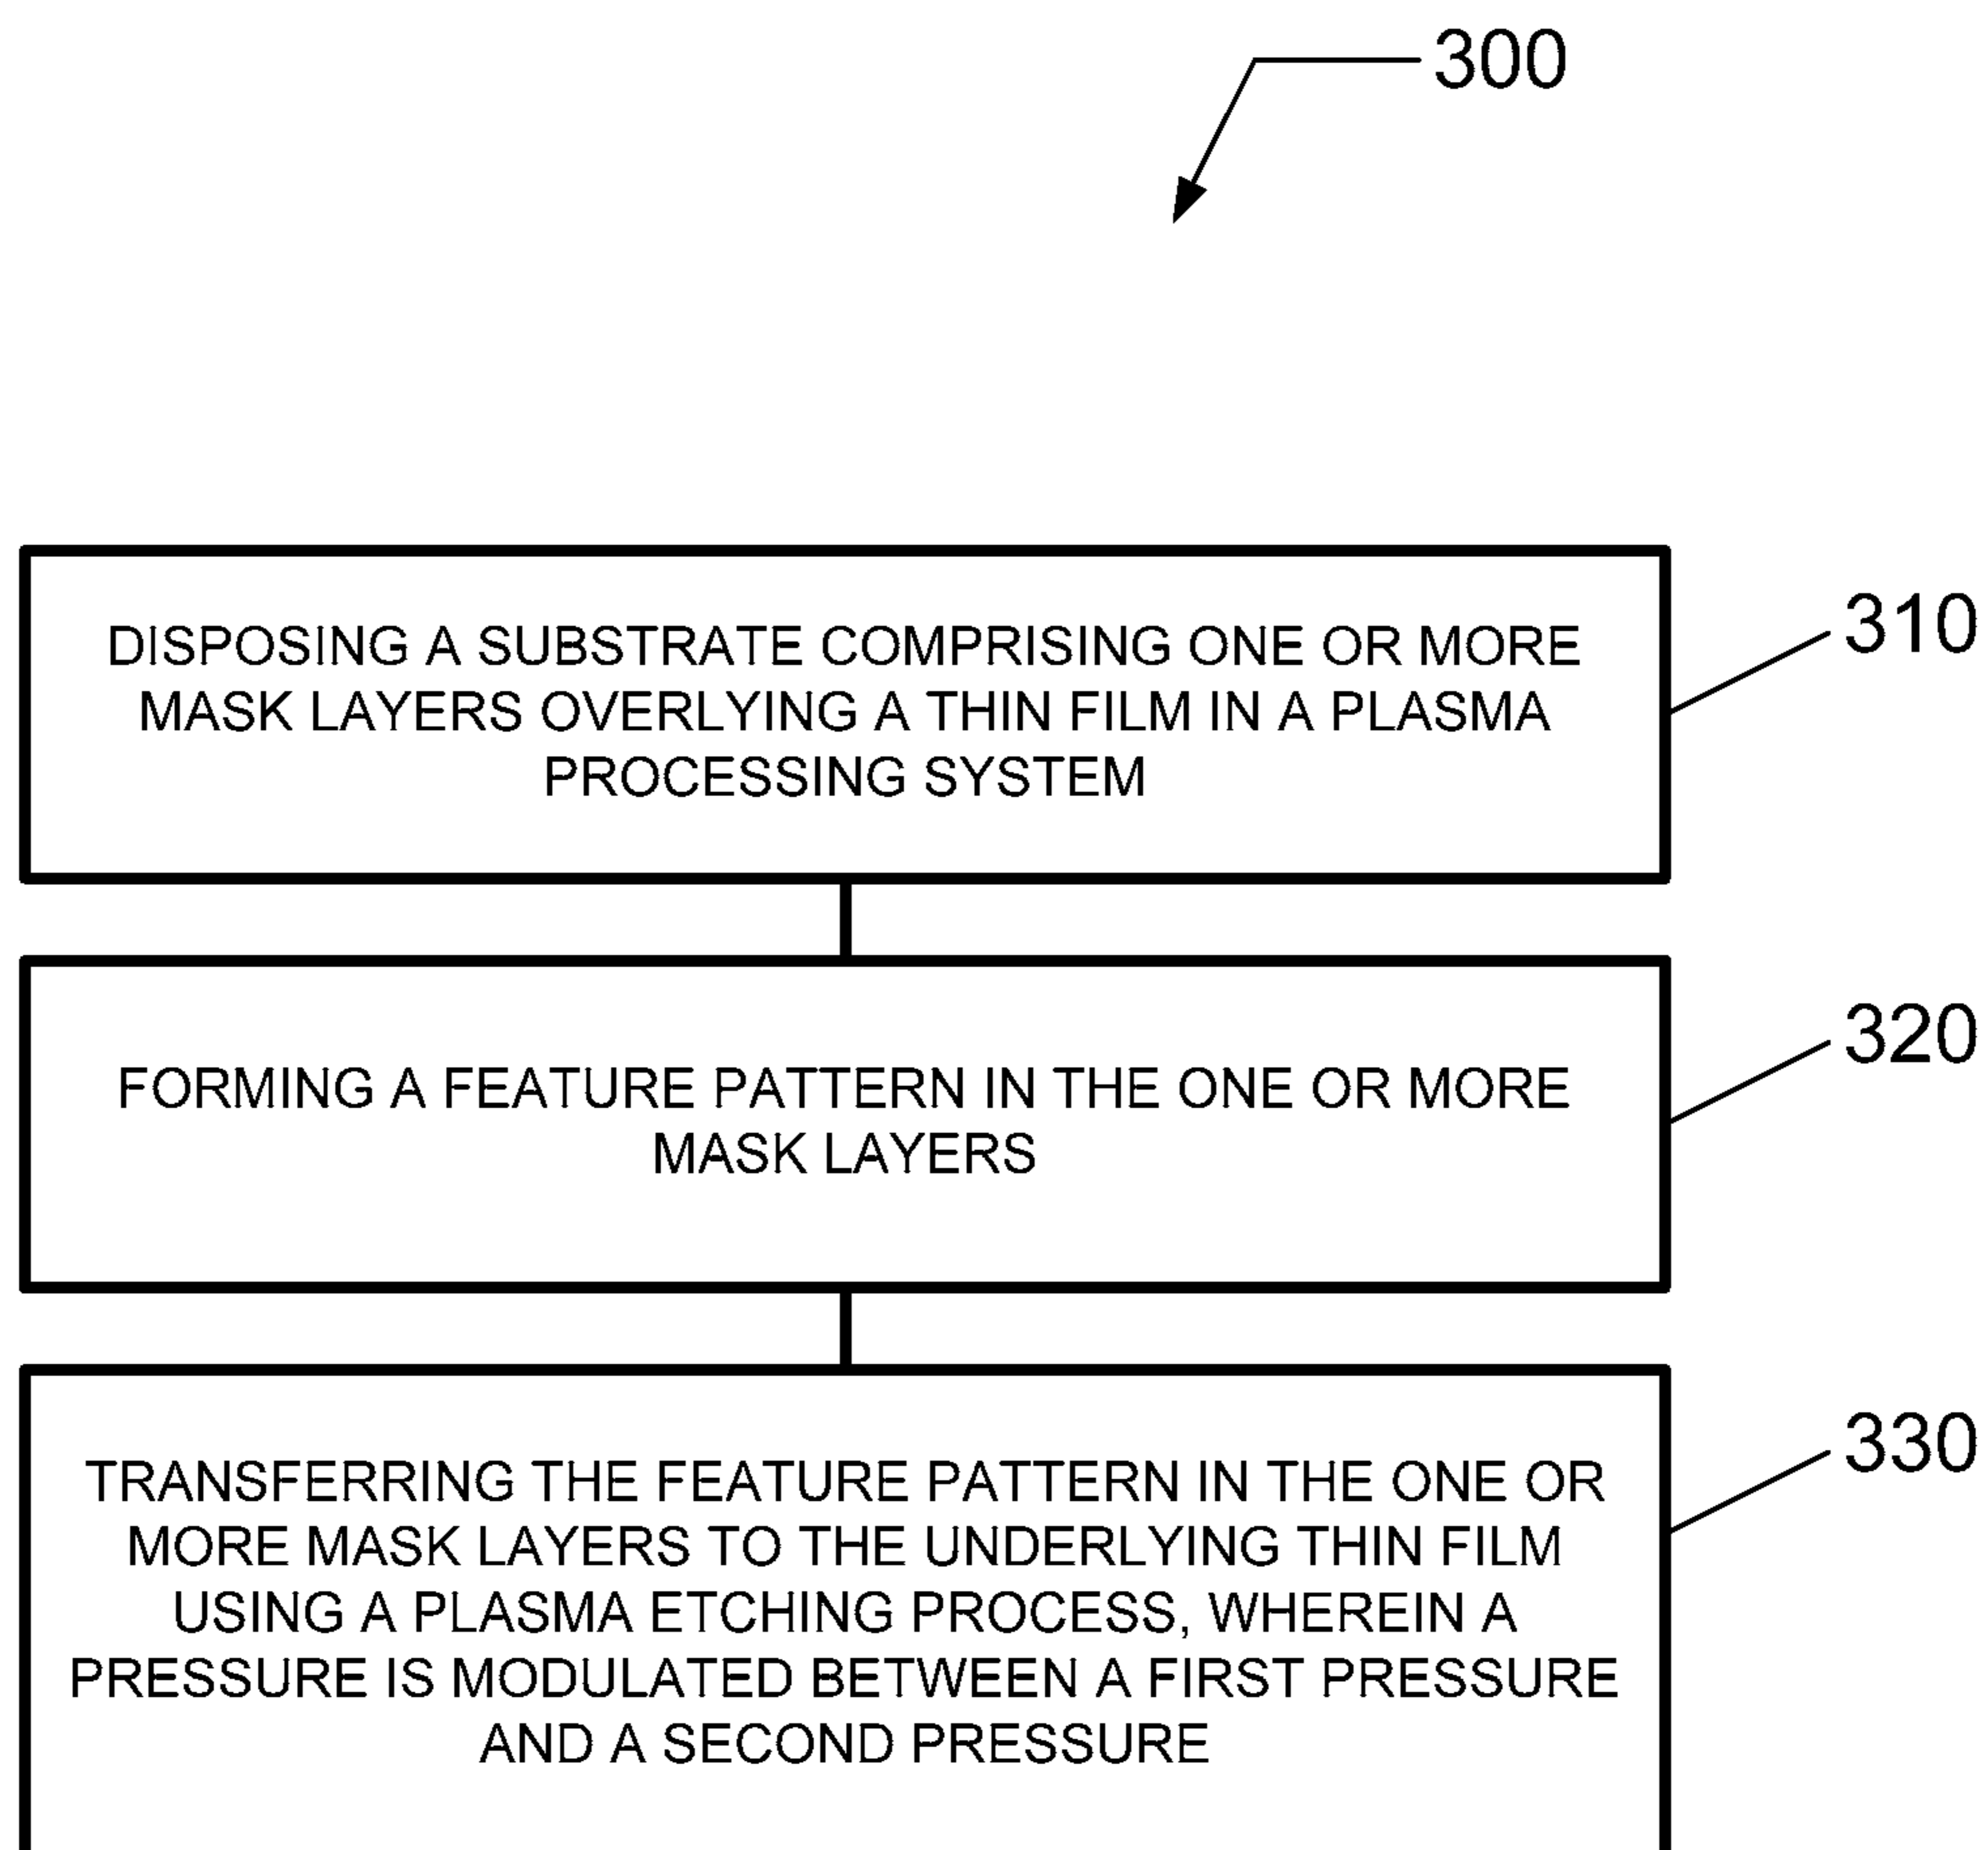 300
DISPOSING A SUBSTRATE COMPRISING ONE OR MORE
MASK LAYERS OVERLYING A THIN FILM IN A PLASMA
PROCESSING SYSTEM
310
FORMING A FEATURE PATTERN IN THE ONE OR MORE
MASK LAYERS
320
TRANSFERRING THE FEATURE PATTERN IN THE ONE OR
MORE MASK LAYERS TO THE UNDERLYING THIN FILM
USING A PLASMA ETCHING PROCESS, WHEREIN A
PRESSURE IS MODULATED BETWEEN A FIRST PRESSURE
AND A SECOND PRESSURE
330